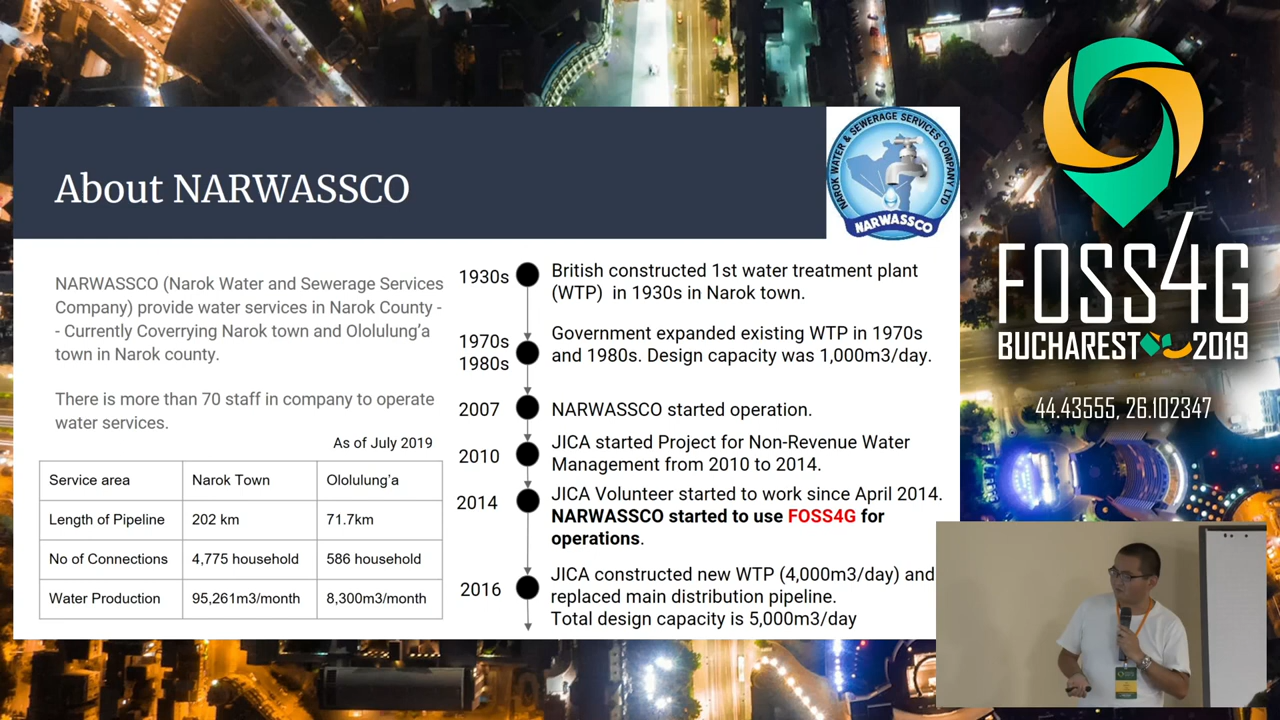 About NARWASSCO
NAROK WATER & SEWERAGE SERVICES COMPANY LTD
NARWASSCO
NARWASSCO (Narok Water and Sewerage Services
Company) provide water services in Narok County -
- Currently Coverrying Narok town and Ololulung’a
town in Narok county.
There is more than 70 staff in company to operate
water services.
As of July 2019
Service area Narok Town Ololulung’a
Length of Pipeline 202 km 71.7km
No of Connections 4,775 household 586 household
Water Production 95,261m3/month 8,300m3/month
1930s British constructed 1st water treatment plant
(WTP) in 1930s in Narok town.
1970s Government expanded existing WTP in 1970s
1980s and 1980s. Design capacity was 1,000m3/day.
2007 NARWASSCO started operation.
2010 JICA started Project for Non-Revenue Water
Management from 2010 to 2014.
2014 JICA Volunteer started to work since April 2014.
NARWASSCO started to use FOSS4G for
operations.
2016 JICA constructed new WTP (4,000m3/day) and
replaced main distribution pipeline.
Total design capacity is 5,000m3/day
FOSS4G
BUCHAREST 2019
44.43555, 26.102347